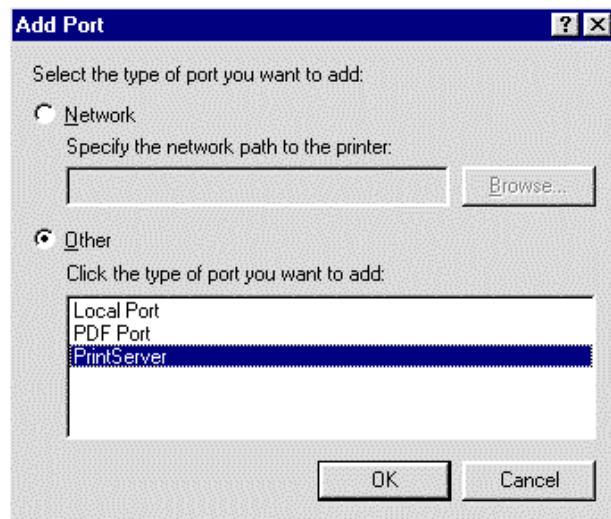 Add Port
Select the type of port you want to add:
Network
Specify the network path to the printer:
Browse...
Other
Click the type of port you want to add:
Local Port
PDF Port
PrintServer
OK Cancel